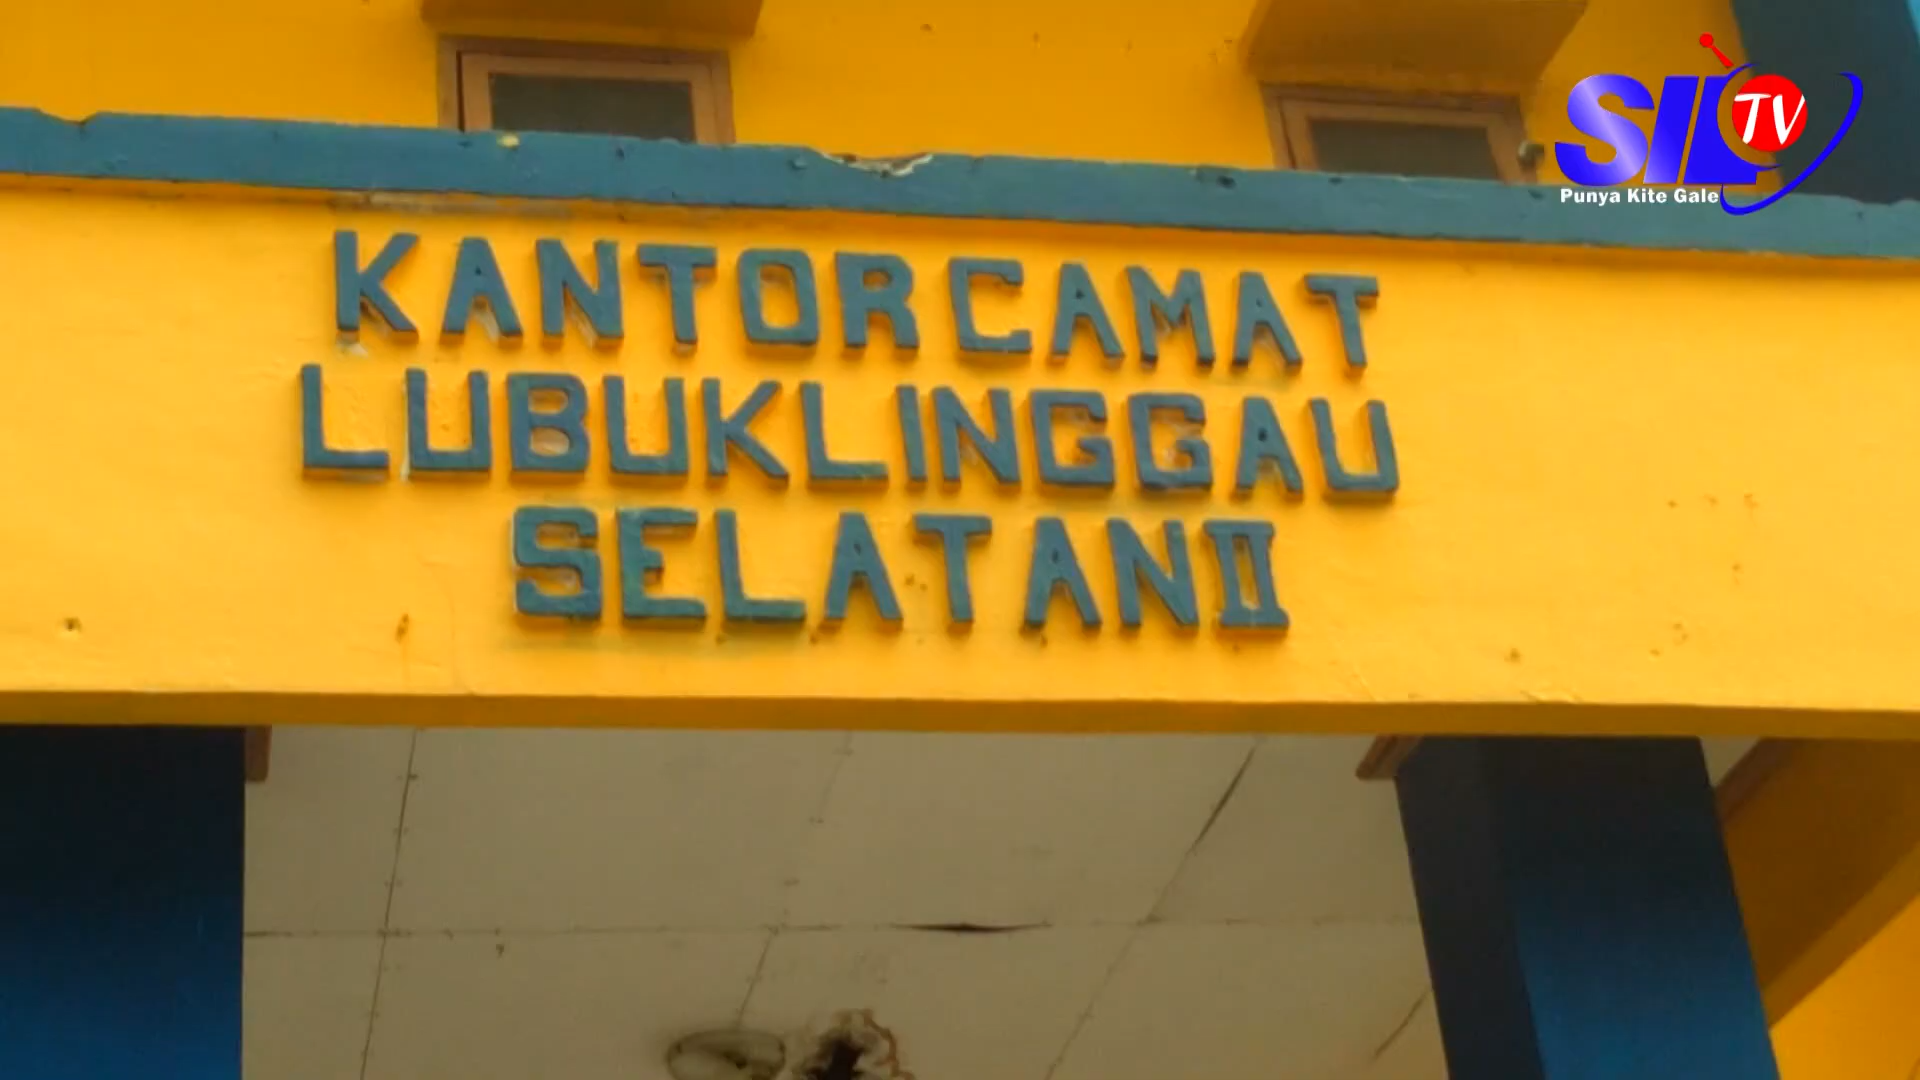 SIL TV
Punya Kite Gale
KANTOR CAMAT
LUBUKLINGGAU
SELATAN II